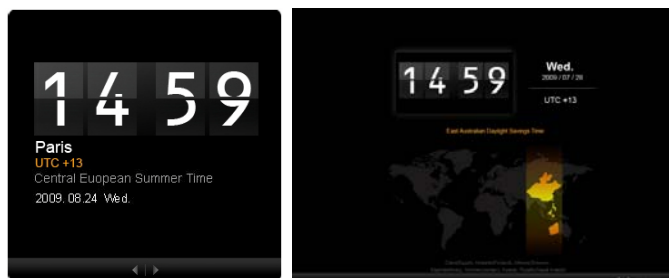 14 59
Paris
UTC +13
Central Euopean Summer Time
2009. 08.24 Wed.
14 59
Wed.
2009 / 07 / 26
UTC +13
East Australian Daylight Savings Time